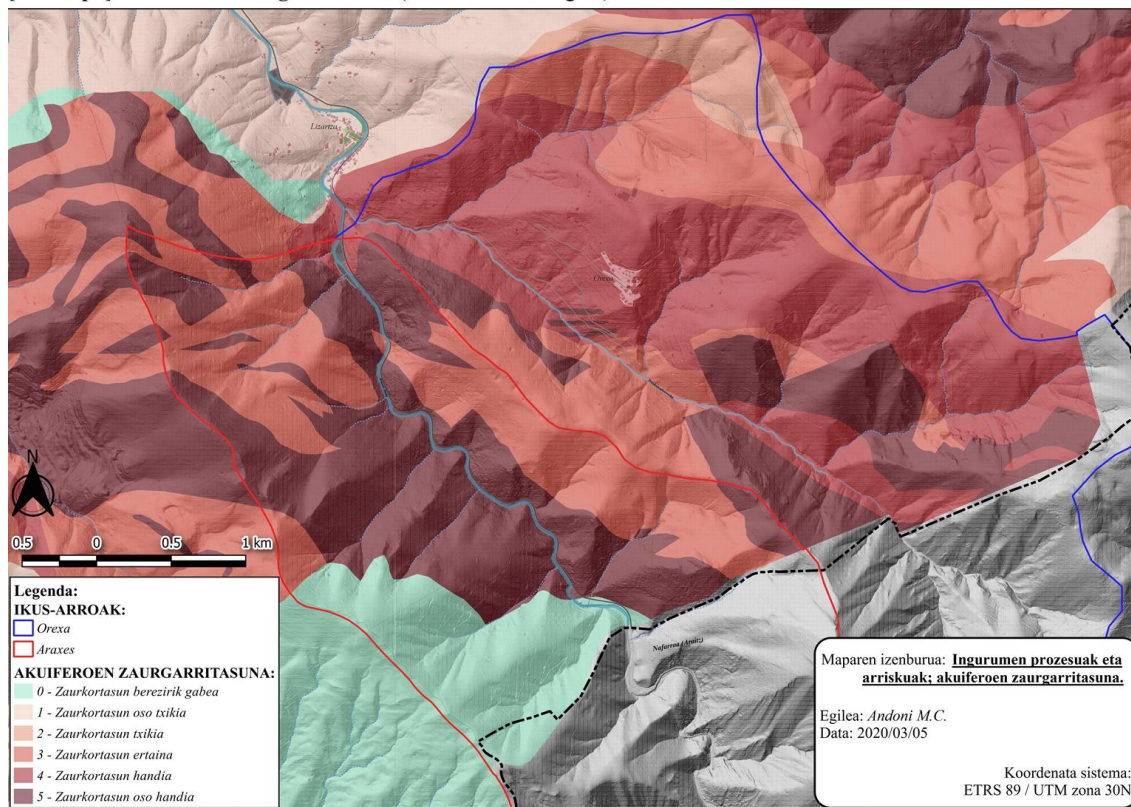 Lizartza
Orexa
N
0.5 0 0.5 1 km
Nafarroa (Araitz)
Legenda:
IKUS-ARROAK:
Orexa
Araxes
AKUIFEROEN ZAURGARRITASUNA:
0 - Zaurkortasun berezirik gabea
1 - Zaurkortasun oso txikia
2 - Zaurkortasun txikia
3 - Zaurkortasun ertaina
4 - Zaurkortasun handia
5 - Zaurkortasun oso handia
Maparen izenburua: Ingurumen prozesuak eta
arriskuak; akuiferoen zaurgarritasuna.
Egilea: Andoni M.C.
Data: 2020/03/05
Koordenata sistema:
ETRS 89 / UTM zona 30N